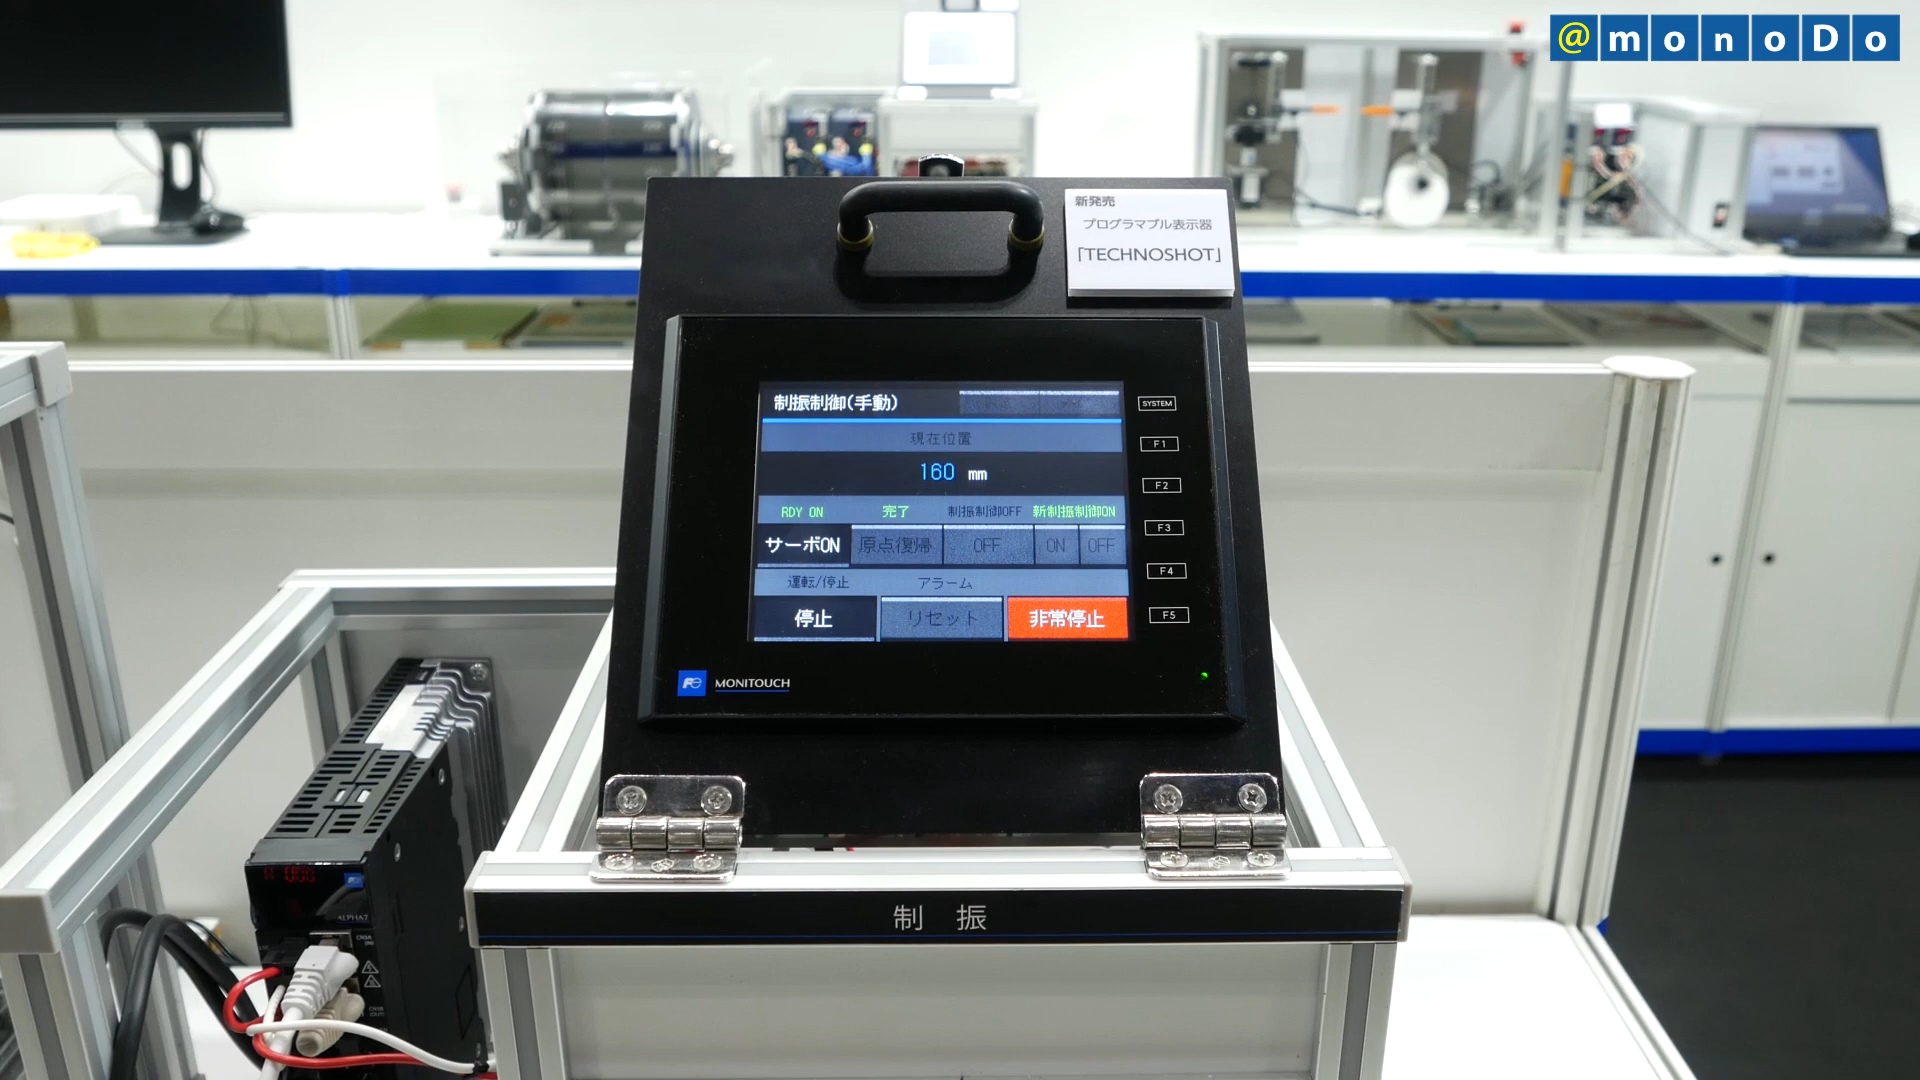 @monoDo
新発売
プログラマブル表示器
「TECHNOSHOT」
制振制御(手動)
SYSTEM
現在位置
F1
160 mm
F2
RDY ON 完了 制振制御OFF 新制振制御ON
F3
サーボON 原点復帰 OFF ON OFF
F4
運転/停止 アラーム
停止 リセット 非常停止
F5
Fe MONITOUCH
制振
ALPHA7